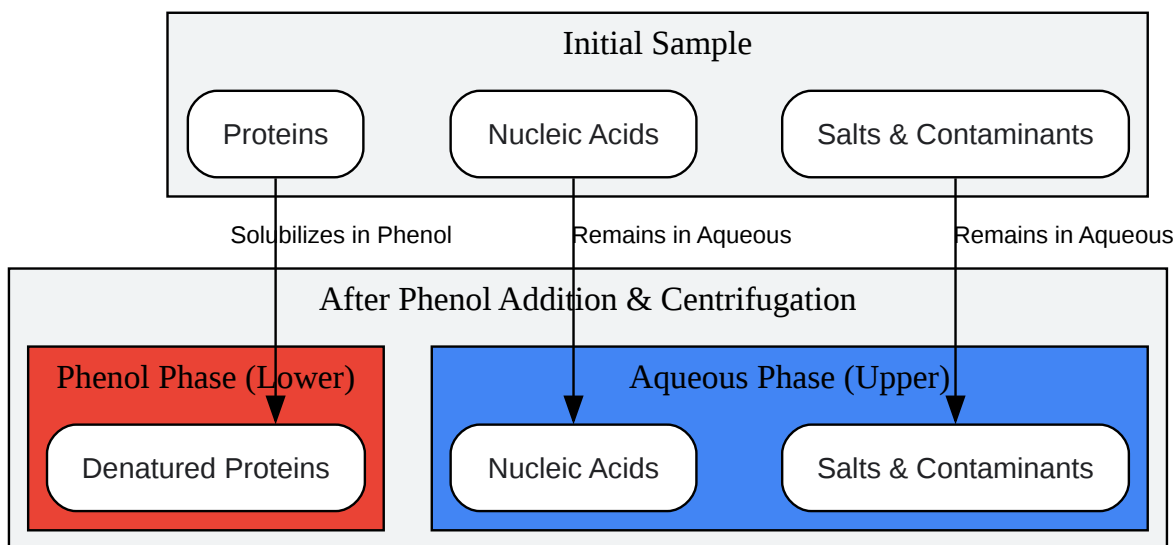 Initial Sample
Proteins
Nucleic Acids
Salts & Contaminants
Solubilizes in Phenol
Remains in Aqueous
Remains in Aqueous
After Phenol Addition & Centrifugation
Phenol Phase (Lower)
Aqueous Phase (Upper)
Denatured Proteins
Nucleic Acids
Salts & Contaminants